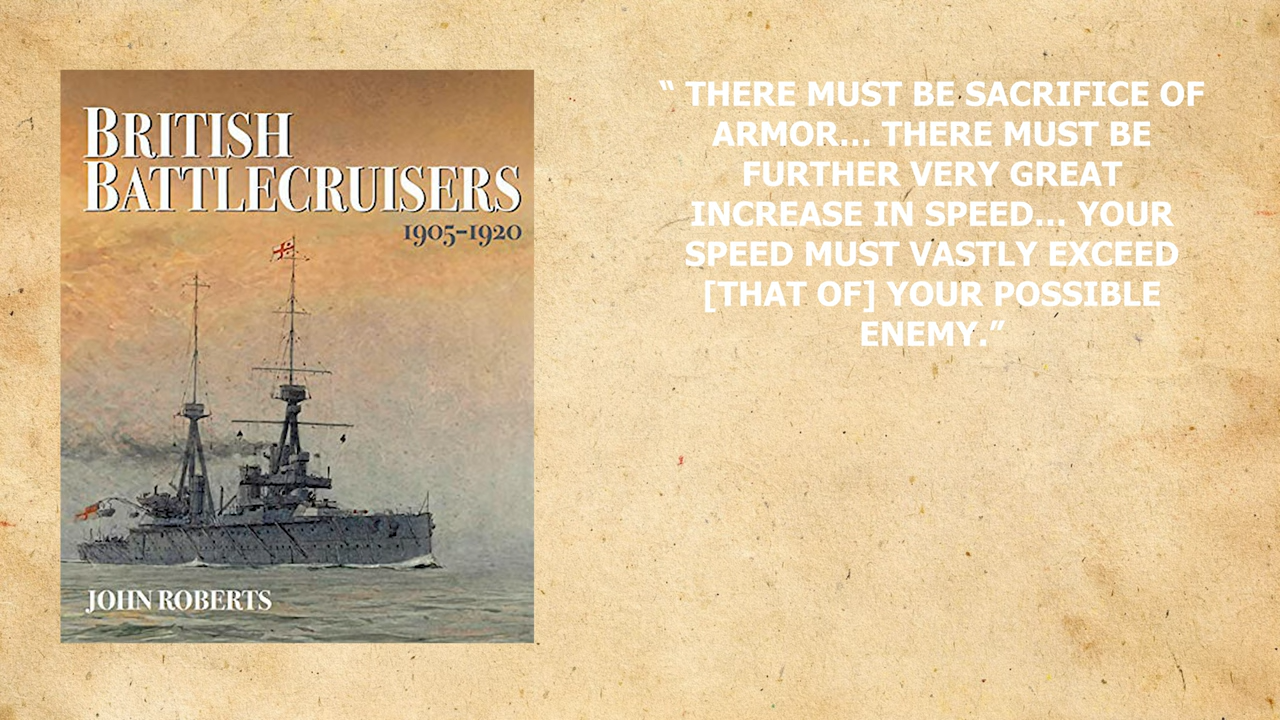 BRITISH
BATTLECRUISERS
1905-1920
JOHN ROBERTS
“ THERE MUST BE SACRIFICE OF
ARMOR... THERE MUST BE
FURTHER VERY GREAT
INCREASE IN SPEED... YOUR
SPEED MUST VASTLY EXCEED
[THAT OF] YOUR POSSIBLE
ENEMY.”